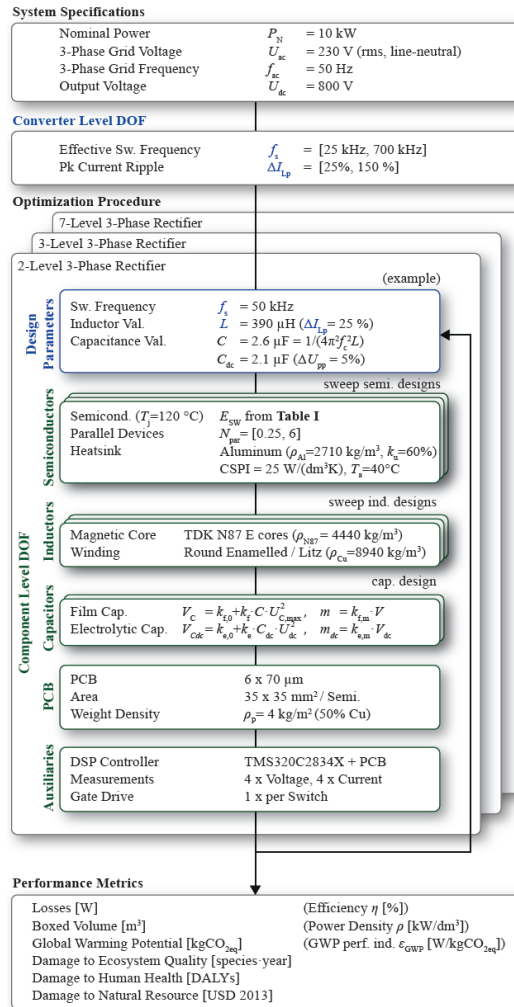 System Specifications
Nominal Power P_N = 10 kW
3-Phase Grid Voltage U_ac = 230 V (rms, line-neutral)
3-Phase Grid Frequency f_ac = 50 Hz
Output Voltage U_dc = 800 V
Converter Level DOF
Effective Sw. Frequency f_s = [25 kHz, 700 kHz]
Pk Current Ripple ΔI_Lp = [25%, 150 %]
Optimization Procedure
7-Level 3-Phase Rectifier
3-Level 3-Phase Rectifier
2-Level 3-Phase Rectifier
(example)
Component Level DOF
Design Parameters
Sw. Frequency f_s = 50 kHz
Inductor Val. L = 390 µH (ΔI_Lp = 25 %)
Capacitance Val. C = 2.6 µF = 1/(4π²f_c²L)
C_dc = 2.1 µF (ΔU_pp = 5%)
sweep semi. designs
Semiconductors
Semicond. (T_j=120 °C) E_SW from Table I
Parallel Devices N_par = [0.25, 6]
Heatsink Aluminum (ρ_Al=2710 kg/m³, k_u=60%)
CSPI = 25 W/(dm³K), T_a=40°C
sweep ind. designs
Inductors
Magnetic Core TDK N87 E cores (ρ_N87 = 4440 kg/m³)
Winding Round Enamelled / Litz (ρ_Cu=8940 kg/m³)
cap. design
Capacitors
Film Cap. V_C = k_f,0+k_f·C·U²_C,max, m = k_f,m·V
Electrolytic Cap. V_Cdc = k_e,0+k_e·C_dc·U²_dc, m_dc = k_e,m·V_dc
PCB
PCB 6 x 70 µm
Area 35 x 35 mm² / Semi.
Weight Density ρ_p = 4 kg/m² (50% Cu)
Auxiliaries
DSP Controller TMS320C2834X + PCB
Measurements 4 x Voltage, 4 x Current
Gate Drive 1 x per Switch
Performance Metrics
Losses [W] (Efficiency η [%])
Boxed Volume [m³] (Power Density ρ [kW/dm³])
Global Warming Potential [kgCO_2eq] (GWP perf. ind. ε_GWP [W/kgCO_2eq])
Damage to Ecosystem Quality [species·year]
Damage to Human Health [DALYs]
Damage to Natural Resource [USD 2013]